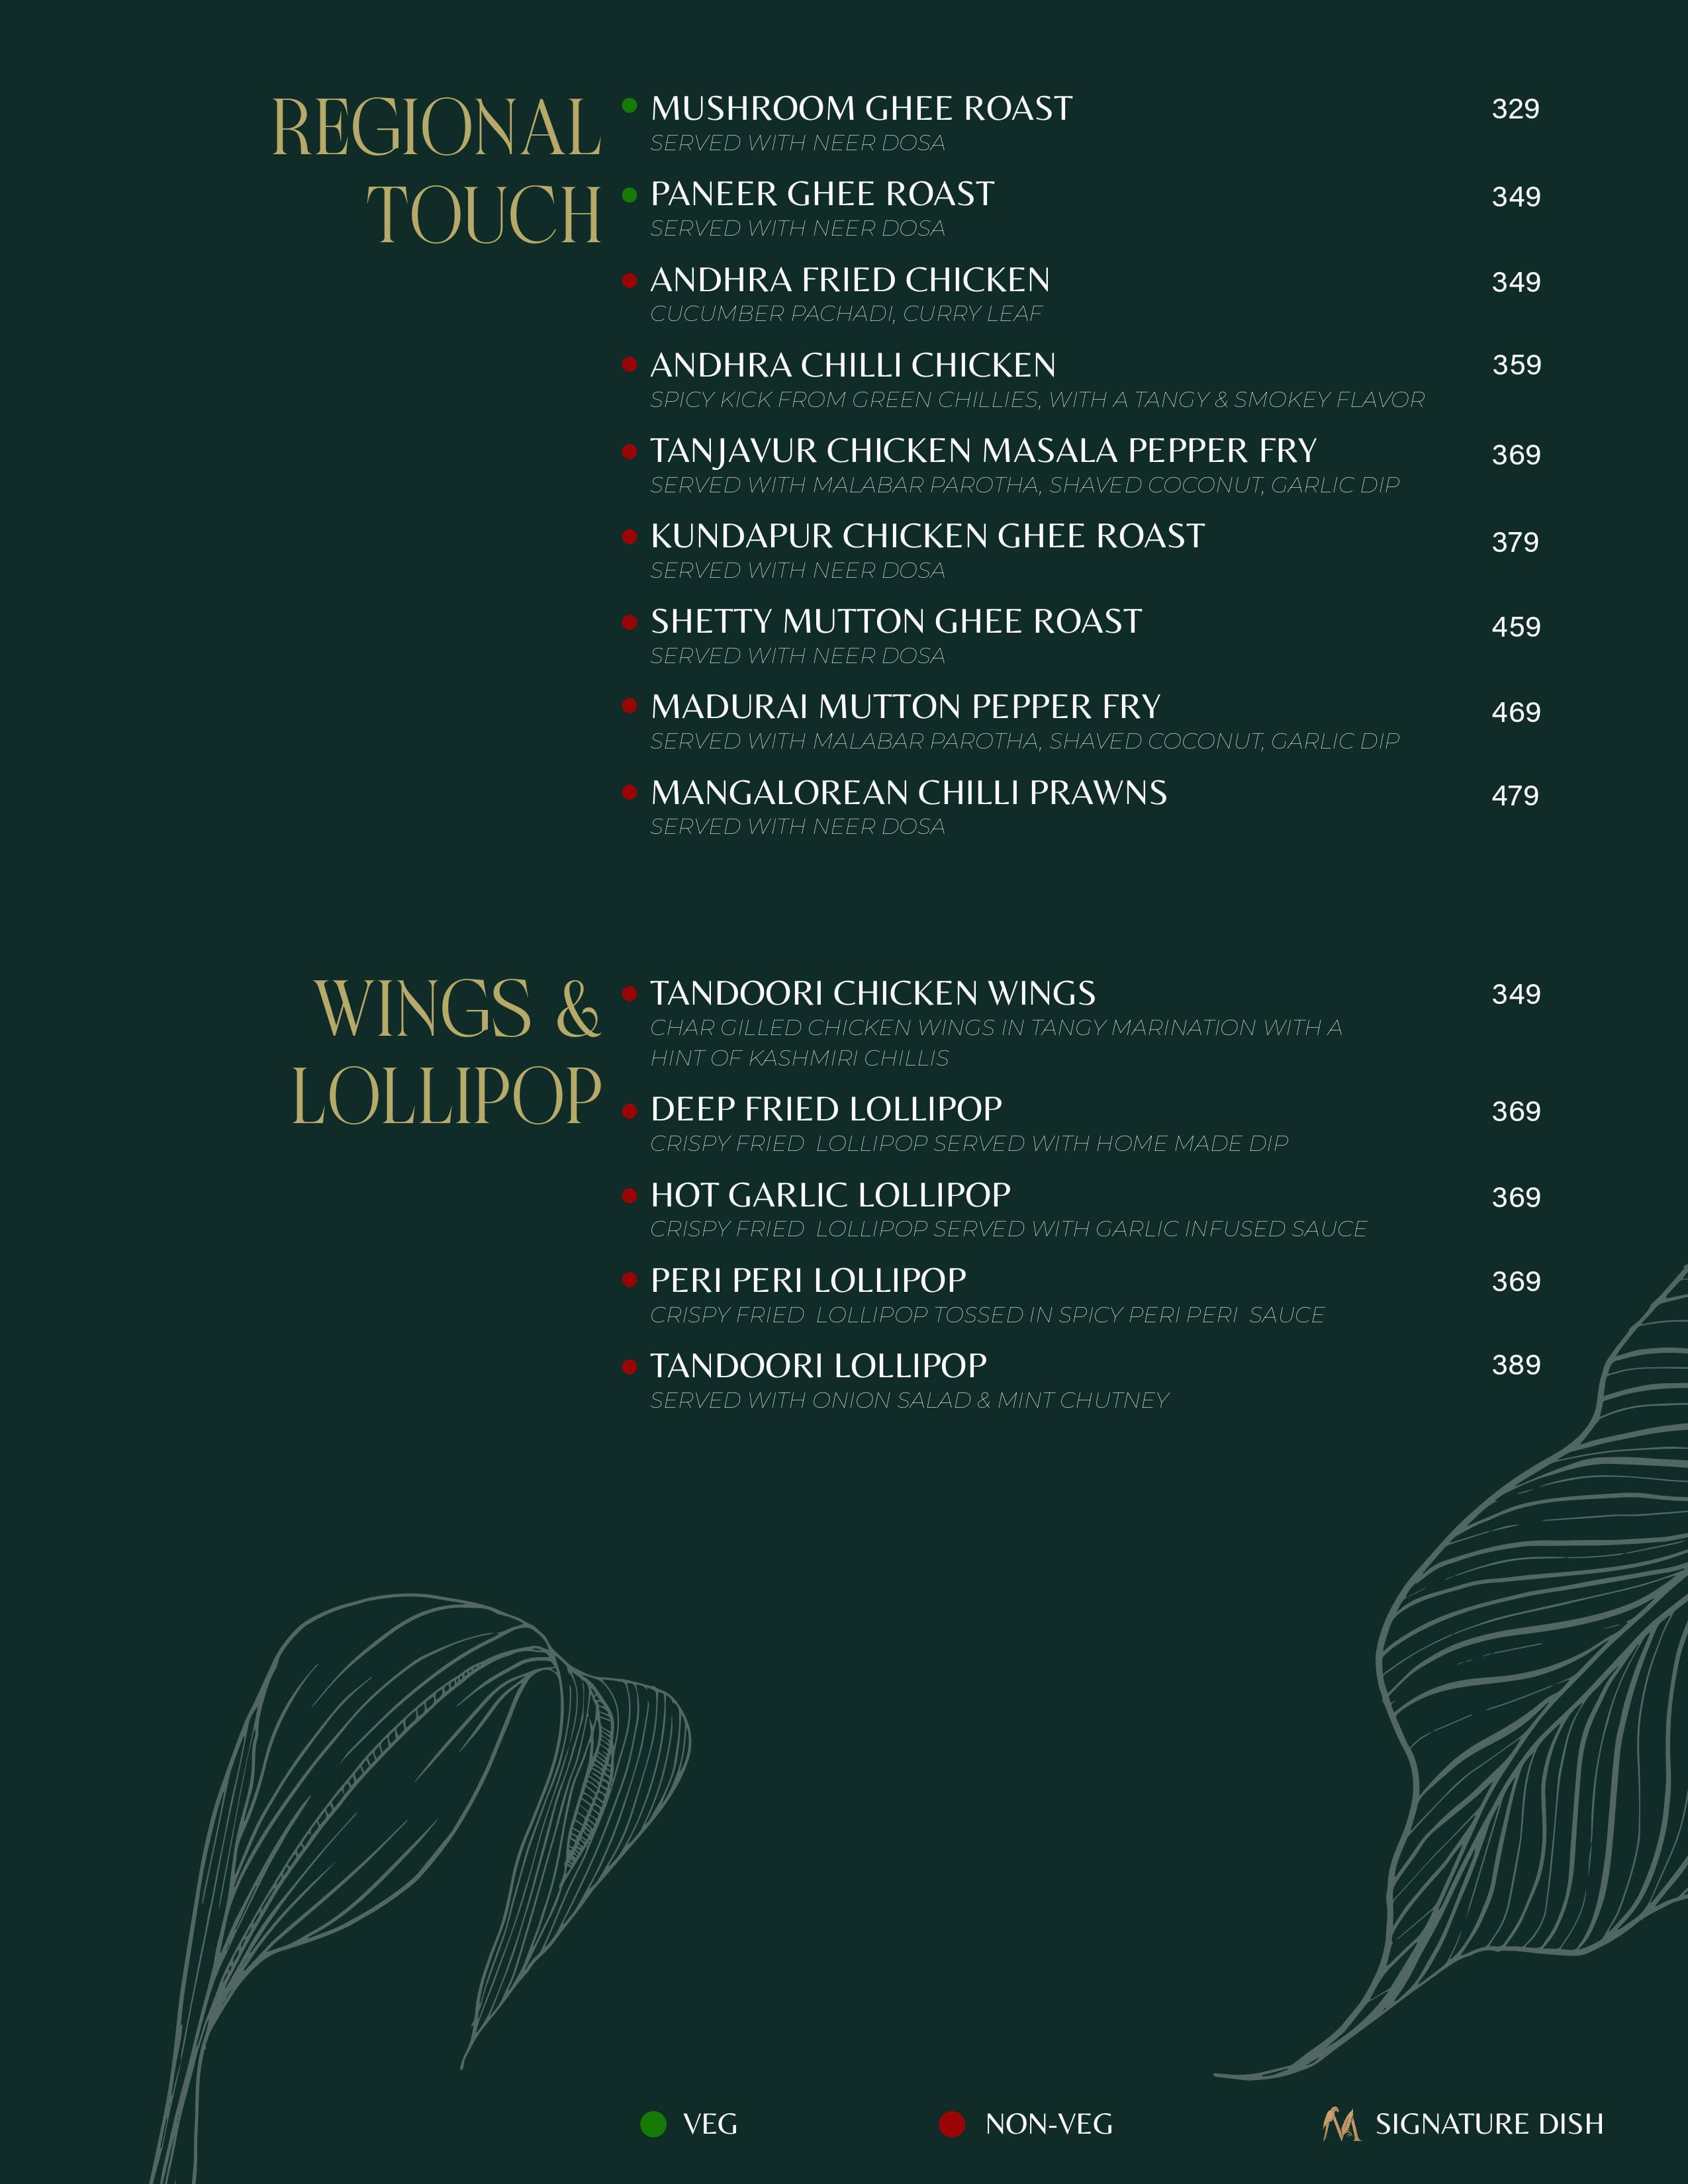 REGIONAL
TOUCH
MUSHROOM GHEE ROAST 329
SERVED WITH NEER DOSA
PANEER GHEE ROAST 349
SERVED WITH NEER DOSA
ANDHRA FRIED CHICKEN 349
CUCUMBER PACHADI, CURRY LEAF
ANDHRA CHILLI CHICKEN 359
SPICY KICK FROM GREEN CHILLIES, WITH A TANGY & SMOKEY FLAVOR
TANJAVUR CHICKEN MASALA PEPPER FRY 369
SERVED WITH MALABAR PAROTHA, SHAVED COCONUT, GARLIC DIP
KUNDAPUR CHICKEN GHEE ROAST 379
SERVED WITH NEER DOSA
SHETTY MUTTON GHEE ROAST 459
SERVED WITH NEER DOSA
MADURAI MUTTON PEPPER FRY 469
SERVED WITH MALABAR PAROTHA, SHAVED COCONUT, GARLIC DIP
MANGALOREAN CHILLI PRAWNS 479
SERVED WITH NEER DOSA
WINGS &
LOLLIPOP
TANDOORI CHICKEN WINGS 349
CHAR GILLED CHICKEN WINGS IN TANGY MARINATION WITH A
HINT OF KASHMIRI CHILLIS
DEEP FRIED LOLLIPOP 369
CRISPY FRIED LOLLIPOP SERVED WITH HOME MADE DIP
HOT GARLIC LOLLIPOP 369
CRISPY FRIED LOLLIPOP SERVED WITH GARLIC INFUSED SAUCE
PERI PERI LOLLIPOP 369
CRISPY FRIED LOLLIPOP TOSSED IN SPICY PERI PERI SAUCE
TANDOORI LOLLIPOP 389
SERVED WITH ONION SALAD & MINT CHUTNEY
VEG NON-VEG SIGNATURE DISH